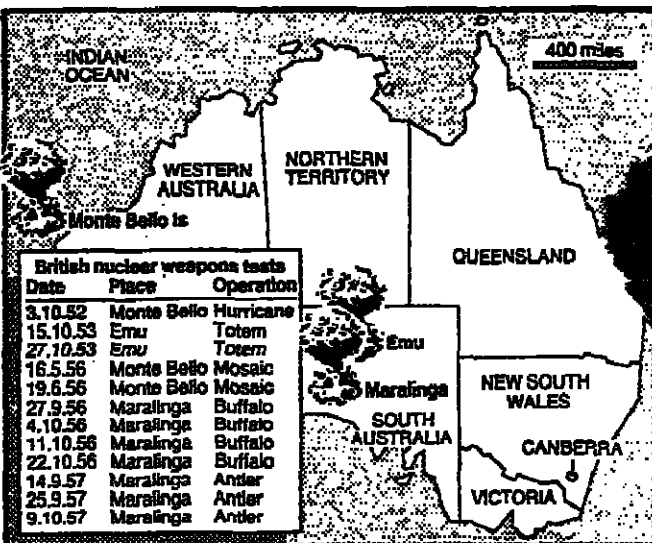 INDIAN
OCEAN
400 miles
WESTERN
AUSTRALIA
NORTHERN
TERRITORY
QUEENSLAND
Monte Bello Is
Emu
Maralinga
NEW SOUTH
WALES
SOUTH
AUSTRALIA
CANBERRA
VICTORIA
British nuclear weapons tests
Date Place Operation
3.10.52 Monte Bello Hurricane
15.10.53 Emu Totem
27.10.53 Emu Totem
16.5.56 Monte Bello Mosaic
19.6.56 Monte Bello Mosaic
27.9.56 Maralinga Buffalo
4.10.56 Maralinga Buffalo
11.10.56 Maralinga Buffalo
22.10.56 Maralinga Buffalo
14.9.57 Maralinga Antler
25.9.57 Maralinga Antler
9.10.57 Maralinga Antler